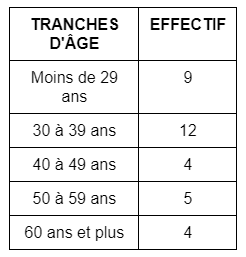 TRANCHES EFFECTIF
D'ÂGE
Moins de 29 9
ans
30 à 39 ans 12
40 à 49 ans 4
50 à 59 ans 5
60 ans et plus 4